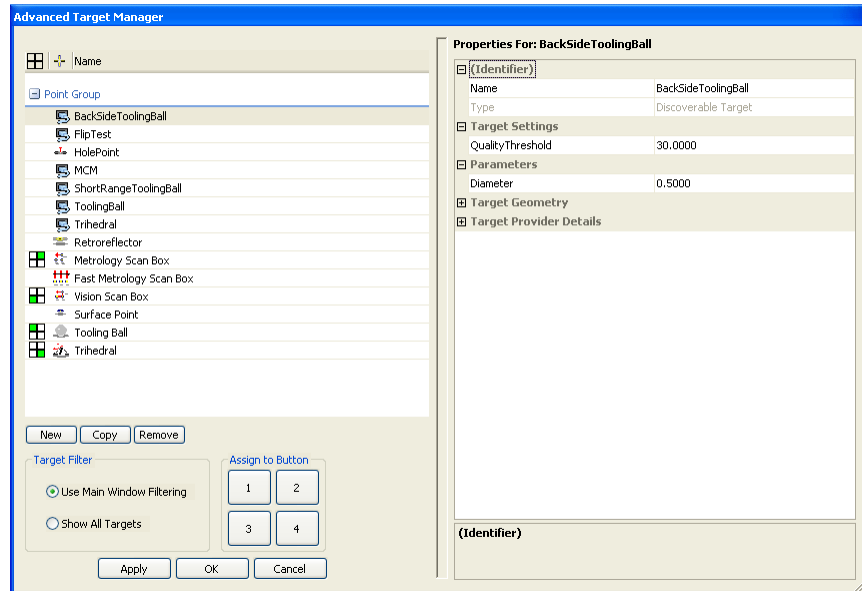 Advanced Target Manager
Name
Point Group
BackSideToolingBall
FlipTest
HolePoint
MCM
ShortRangeToolingBall
ToolingBall
Trihedral
Retroreflector
Metrology Scan Box
Fast Metrology Scan Box
Vision Scan Box
Surface Point
Tooling Ball
Trihedral
New Copy Remove
Target Filter
Use Main Window Filtering
Show All Targets
Assign to Button
1 2
3 4
Apply OK Cancel
Properties For: BackSideToolingBall
(Identifier)
Name BackSideToolingBall
Type Discoverable Target
Target Settings
QualityThreshold 30.0000
Parameters
Diameter 0.5000
Target Geometry
Target Provider Details
(Identifier)